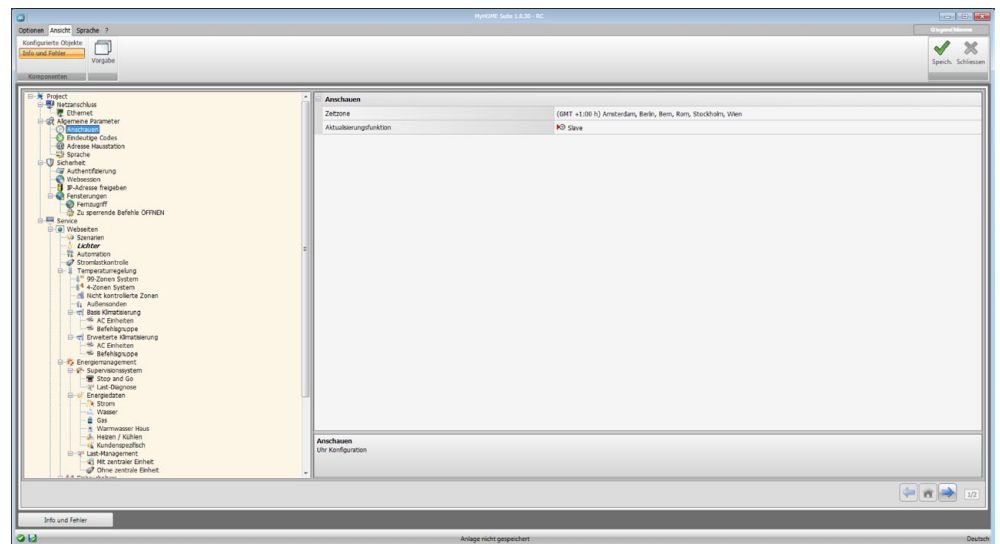 MyHOME Suite 1.8.30 - RC
Optionen Ansicht Sprache ?
Konfigurierte Objekte
Info und Fehler
Vorgabe
Komponenten
Speich. Schliessen
Project
Netzanschluss
Ethernet
Allgemeine Parameter
Anschauen
Eindeutige Codes
Adresse Hausstation
Sprache
Sicherheit
Authentifizierung
Websession
IP-Adresse freigeben
Fensterungen
Fernzugriff
Zu sperrende Befehle ÖFFNEN
Service
Webseiten
Szenarien
Lichter
Automation
Stromlastkontrolle
Temperaturregelung
99-Zonen System
4-Zonen System
Nicht kontrollierte Zonen
Außensonden
Basis Klimatisierung
AC Einheiten
Befehlsgruppe
Erweiterte Klimatisierung
AC Einheiten
Befehlsgruppe
Energiemanagement
Supervisionssystem
Stop and Go
Last-Diagnose
Energiedaten
Strom
Wasser
Gas
Warmwasser Haus
Heizen / Kühlen
Kundenspezifisch
Last-Management
Mit zentraler Einheit
Ohne zentrale Einheit
Anschauen
Zeitzone (GMT +1:00 h) Amsterdam, Berlin, Bern, Rom, Stockholm, Wien
Aktualisierungsfunktion Slave
Anschauen
Uhr Konfiguration
1/2
Info und Fehler
Anlage nicht gespeichert
Deutsch